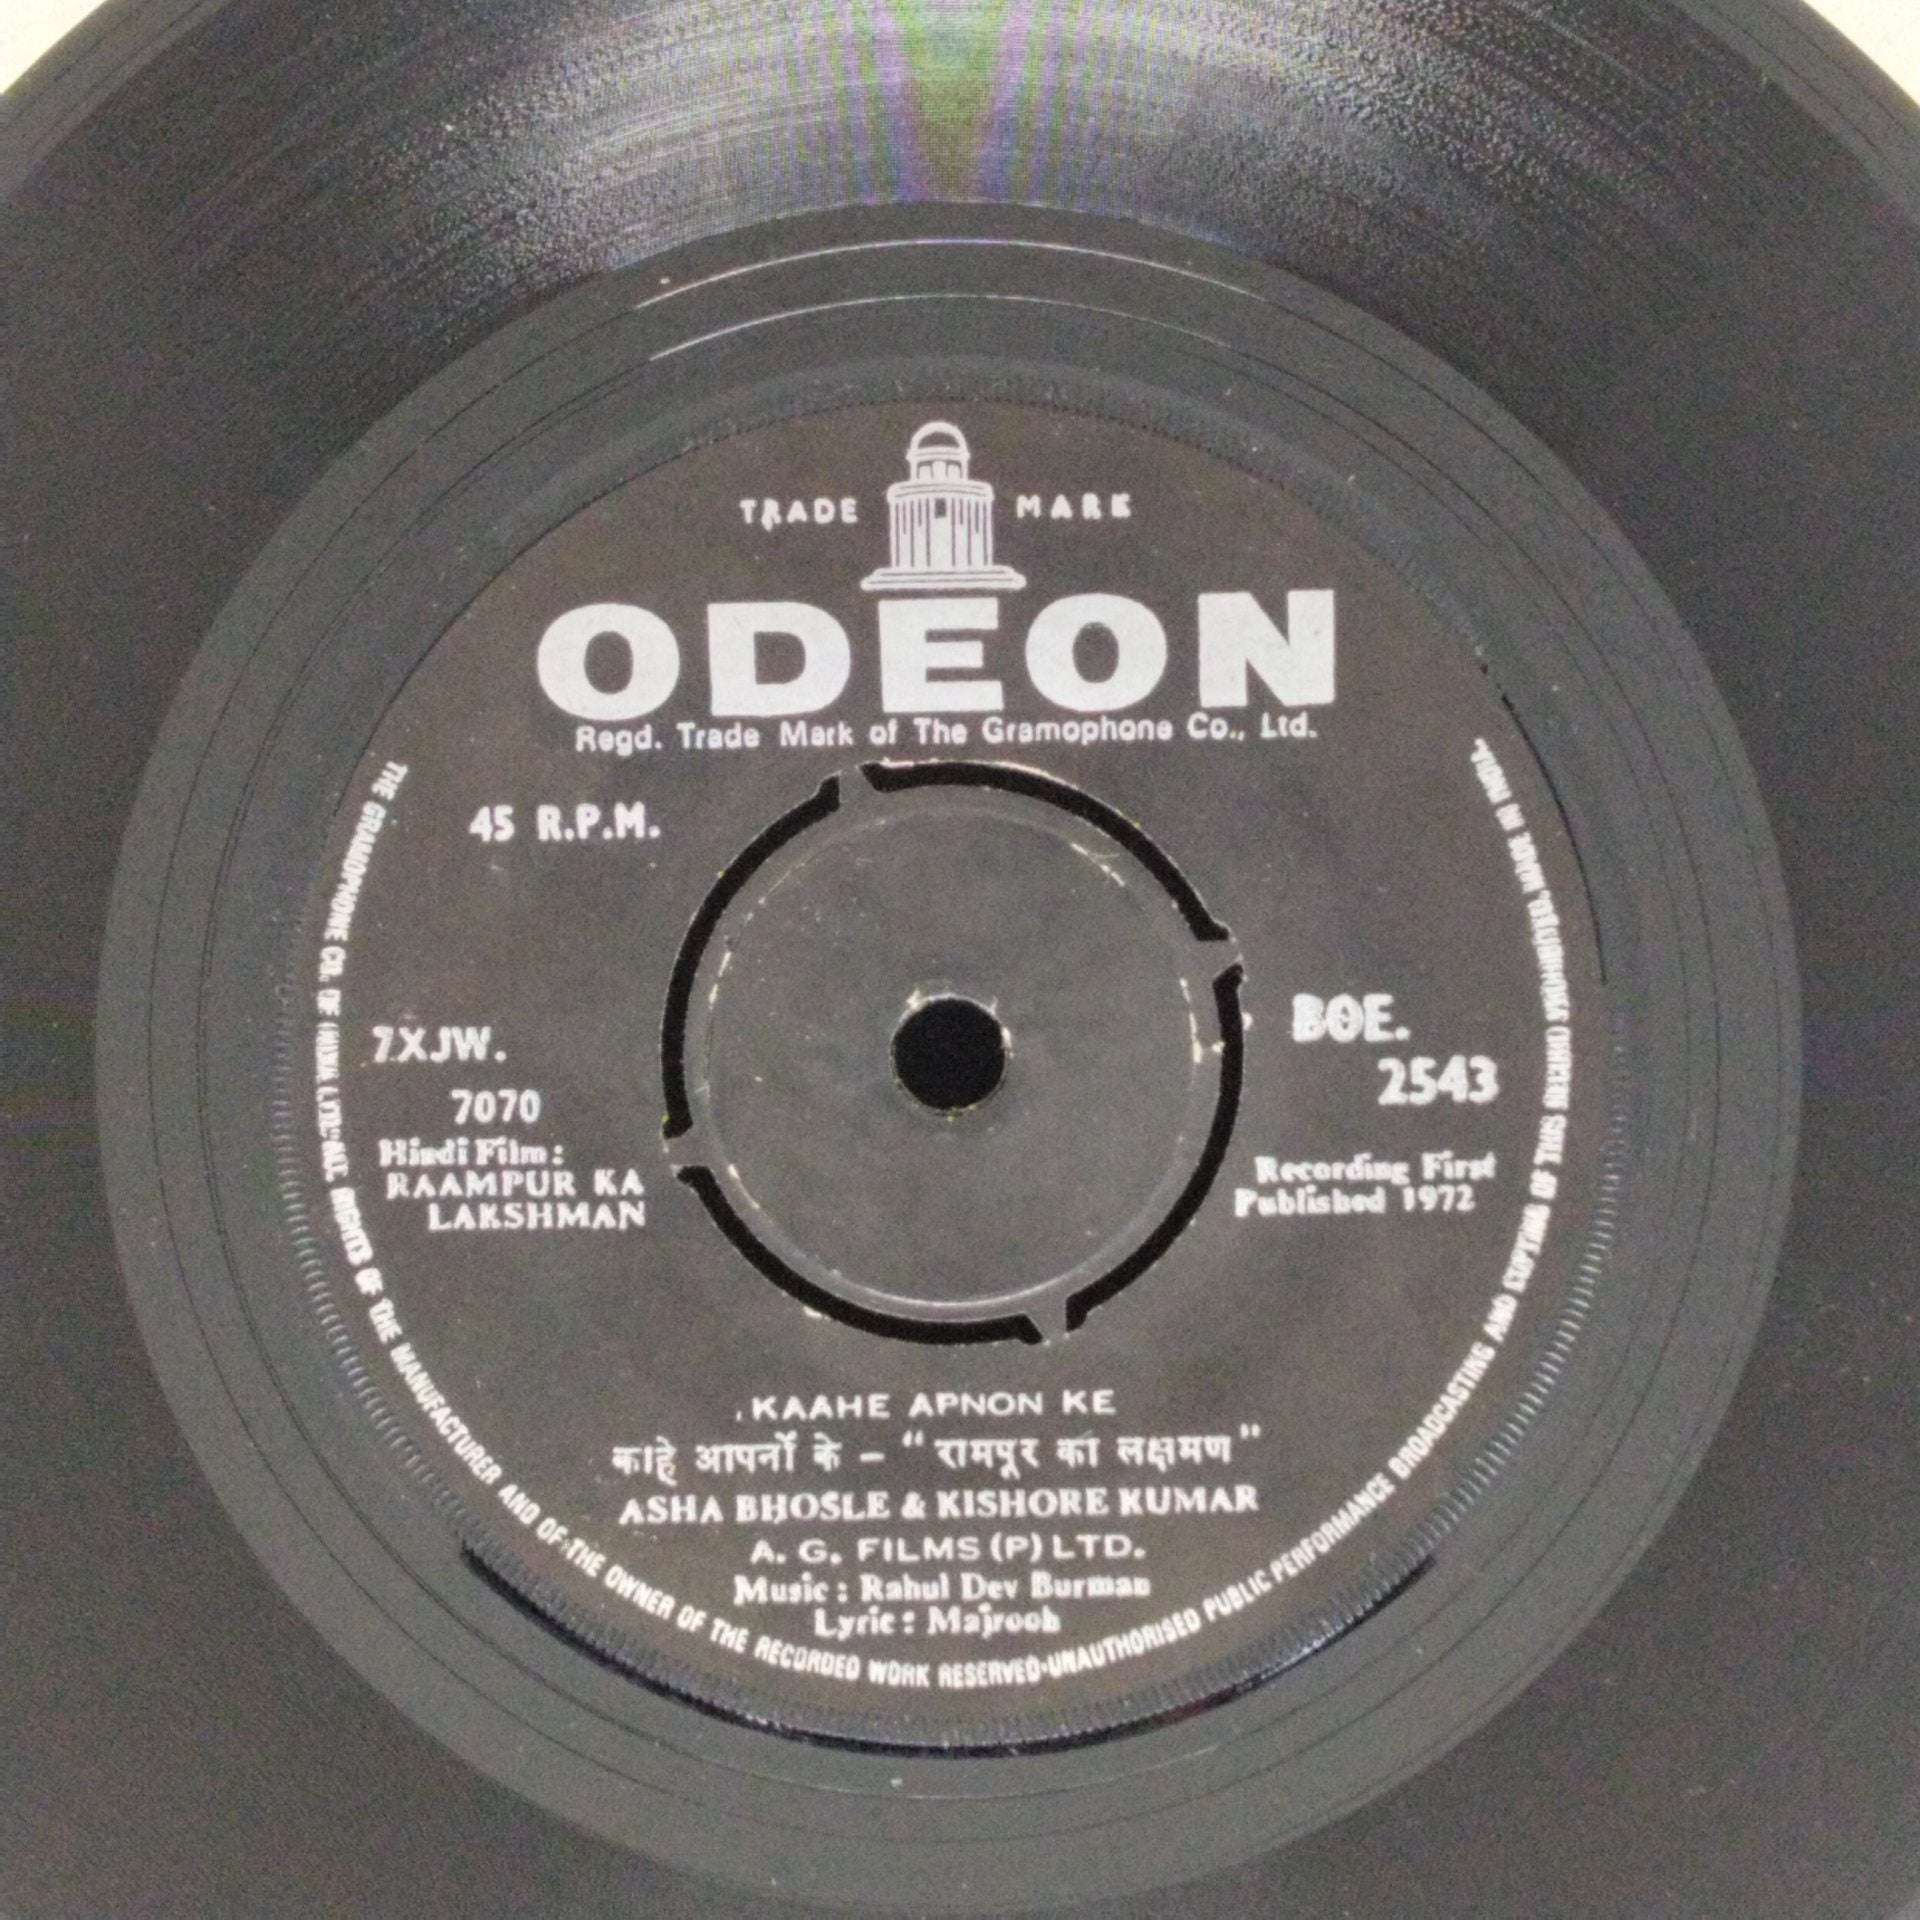 TRADE MARK
ODEON
Regd. Trade Mark of The Gramophone Co., Ltd.
45 R.P.M.
7XJW.
7070
Hindi Film:
RAAMPUR KA
LAKSHMAN
BOE.
2543
Recording First
Published 1972
KAAHE APNON KE
काहे आपनों के - "रामपूर का लक्षमण"
ASHA BHOSLE & KISHORE KUMAR
A. G. FILMS (P) LTD.
Music : Rahul Dev Burman
Lyric : Majrooh
THE GRAMOPHONE CO. OF INDIA LTD. ALL RIGHTS OF THE MANUFACTURER AND OF THE OWNER OF THE RECORDED WORK RESERVED·UNAUTHORISED PUBLIC PERFORMANCE BROADCASTING AND COPYING OF THIS RECORD PROHIBITED. MADE IN INDIA.